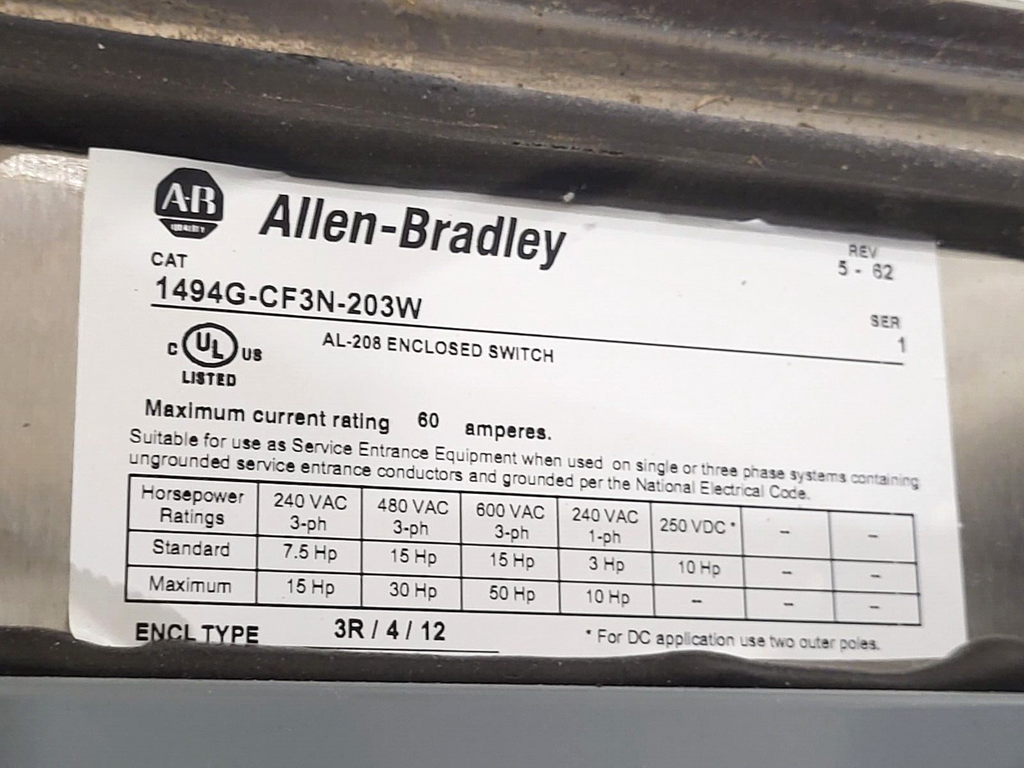 A-B
QUALITY
Allen-Bradley
REV
5 - 62
CAT
1494G-CF3N-203W
SER
1
C UL US
LISTED
AL-208 ENCLOSED SWITCH
Maximum current rating 60 amperes.
Suitable for use as Service Entrance Equipment when used on single or three phase systems containing
ungrounded service entrance conductors and grounded per the National Electrical Code.
Horsepower Ratings 240 VAC 3-ph 480 VAC 3-ph 600 VAC 3-ph 240 VAC 1-ph 250 VDC * – –
Standard 7.5 Hp 15 Hp 15 Hp 3 Hp 10 Hp – –
Maximum 15 Hp 30 Hp 50 Hp 10 Hp – – –
ENCL TYPE 3R / 4 / 12
* For DC application use two outer poles.